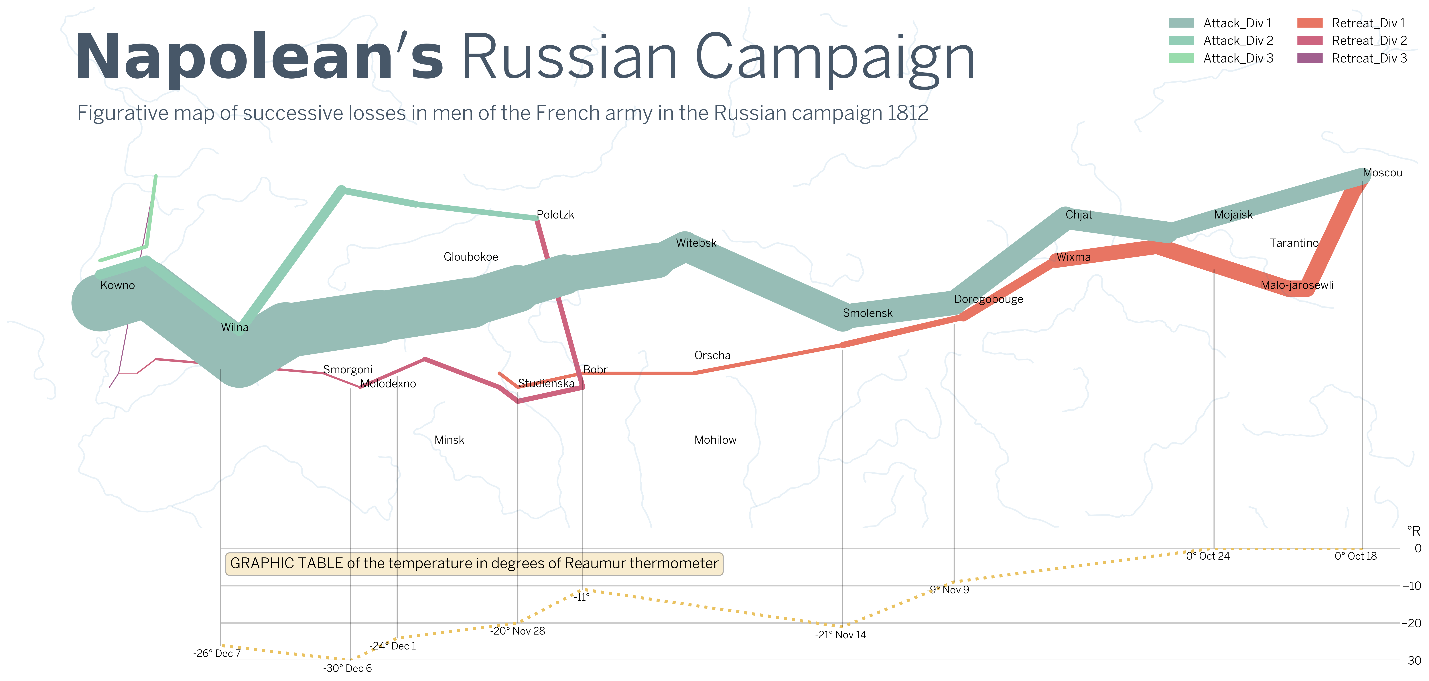 Napolean's Russian Campaign
Figurative map of successive losses in men of the French army in the Russian campaign 1812
Attack_Div 1
Attack_Div 2
Attack_Div 3
Retreat_Div 1
Retreat_Div 2
Retreat_Div 3
Moscou
Polotzk
Chjat
Mojaisk
Witebsk
Tarantino
Gloubokoe
Wixma
Kowno
Malo-jarosewli
Dorogobouge
Smolensk
Wilna
Orscha
Smorgoni
Bobr
Molodexno
Studienska
Minsk
Mohilow
°R
0
0° Oct 24
0° Oct 18
GRAPHIC TABLE of the temperature in degrees of Reaumur thermometer
−10
-9° Nov 9
-11°
−20
-20° Nov 28
-21° Nov 14
-24° Dec 1
-26° Dec 7
30
-30° Dec 6